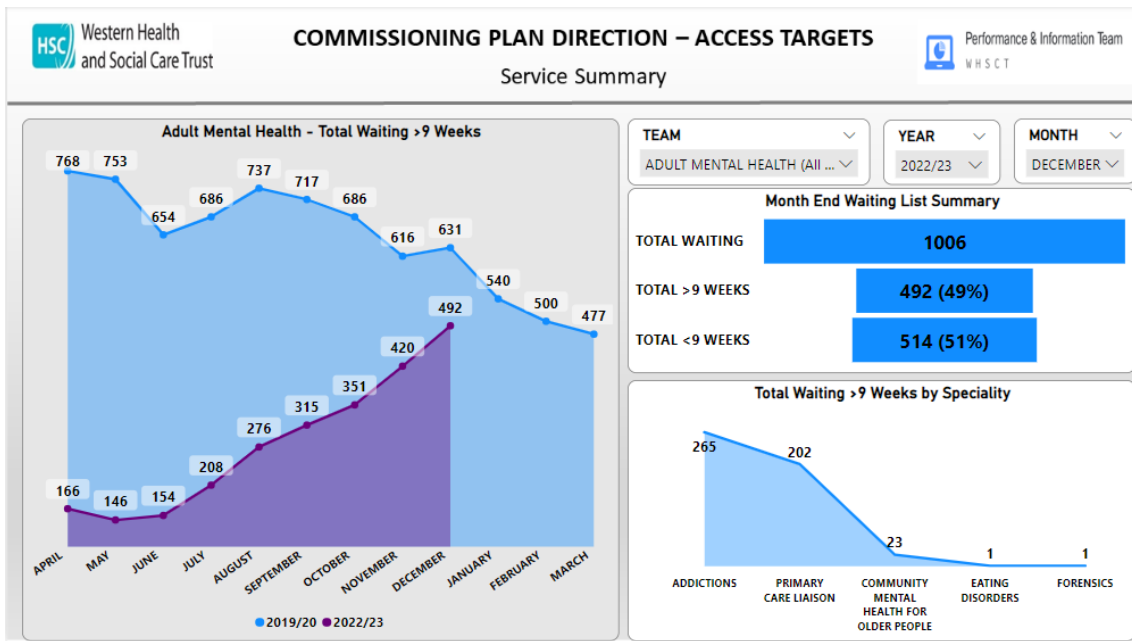 HSC
Western Health
and Social Care Trust
COMMISSIONING PLAN DIRECTION – ACCESS TARGETS
Service Summary
Performance & Information Team
WHSCT
Adult Mental Health - Total Waiting >9 Weeks
768
753
654
686
737
717
686
616
631
540
500
477
166
146
154
208
276
315
351
420
492
APRIL
MAY
JUNE
JULY
AUGUST
SEPTEMBER
OCTOBER
NOVEMBER
DECEMBER
JANUARY
FEBRUARY
MARCH
2019/20 2022/23
TEAM
ADULT MENTAL HEALTH (All ...
YEAR
2022/23
MONTH
DECEMBER
Month End Waiting List Summary
TOTAL WAITING 1006
TOTAL >9 WEEKS 492 (49%)
TOTAL <9 WEEKS 514 (51%)
Total Waiting >9 Weeks by Speciality
265
202
23
1
1
ADDICTIONS
PRIMARY
CARE LIAISON
COMMUNITY
MENTAL
HEALTH FOR
OLDER PEOPLE
EATING
DISORDERS
FORENSICS